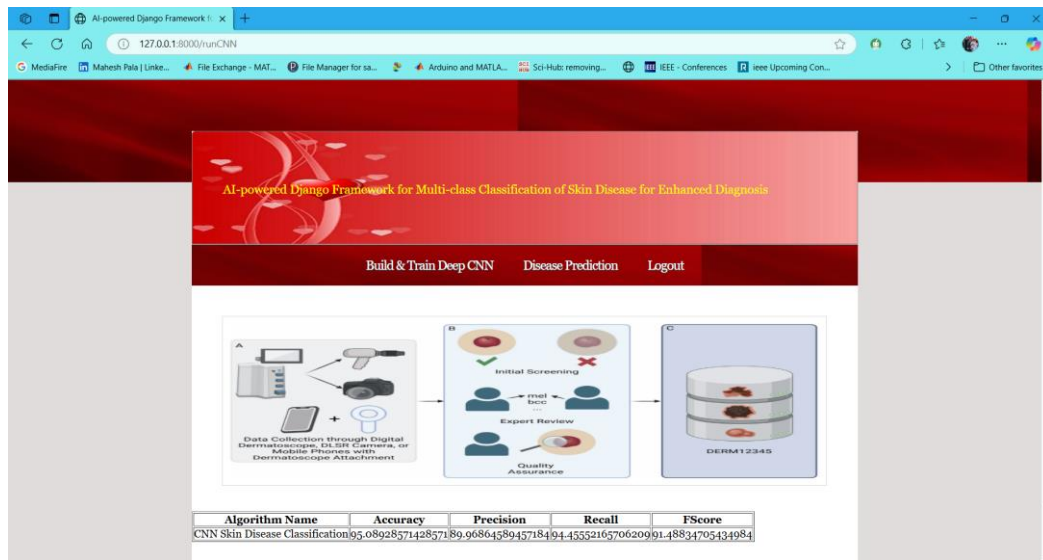 AI-powered Django Framework f
127.0.0.1:8000/runCNN
MediaFire
Mahesh Pala | Linke...
File Exchange - MAT...
File Manager for sa...
Arduino and MATLA...
Sci-Hub: removing...
IEEE - Conferences
ieee Upcoming Con...
Other favorites
AI-powered Django Framework for Multi-class Classification of Skin Disease for Enhanced Diagnosis
Build & Train Deep CNN
Disease Prediction
Logout
A
Data Collection through Digital
Dermatoscope, DLSR Camera, or
Mobile Phones with
Dermatoscope Attachment
B
Initial Screening
mel
bcc
...
Expert Review
Quality
Assurance
C
DERM12345
Algorithm Name Accuracy Precision Recall FScore
CNN Skin Disease Classification 95.08928571428571 89.96864589457184 94.45552165706209 91.48834705434984